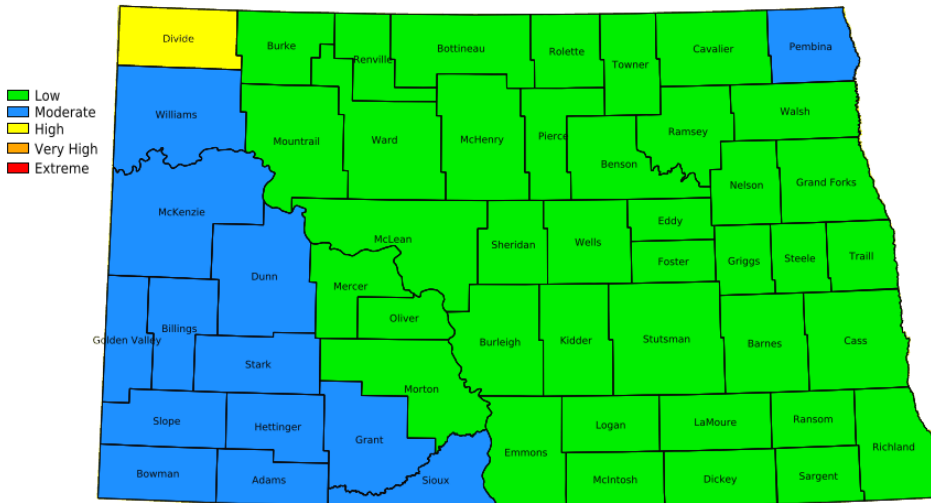 Low
Moderate
High
Very High
Extreme
Divide
Burke
Renville
Bottineau
Rolette
Towner
Cavalier
Pembina
Williams
Mountrail
Ward
McHenry
Pierce
Benson
Ramsey
Walsh
Nelson
Grand Forks
McKenzie
McLean
Sheridan
Wells
Eddy
Foster
Griggs
Steele
Traill
Dunn
Mercer
Oliver
Golden Valley
Billings
Stark
Burleigh
Kidder
Stutsman
Barnes
Cass
Morton
Slope
Hettinger
Grant
Emmons
Logan
LaMoure
Ransom
Richland
Bowman
Adams
Sioux
McIntosh
Dickey
Sargent